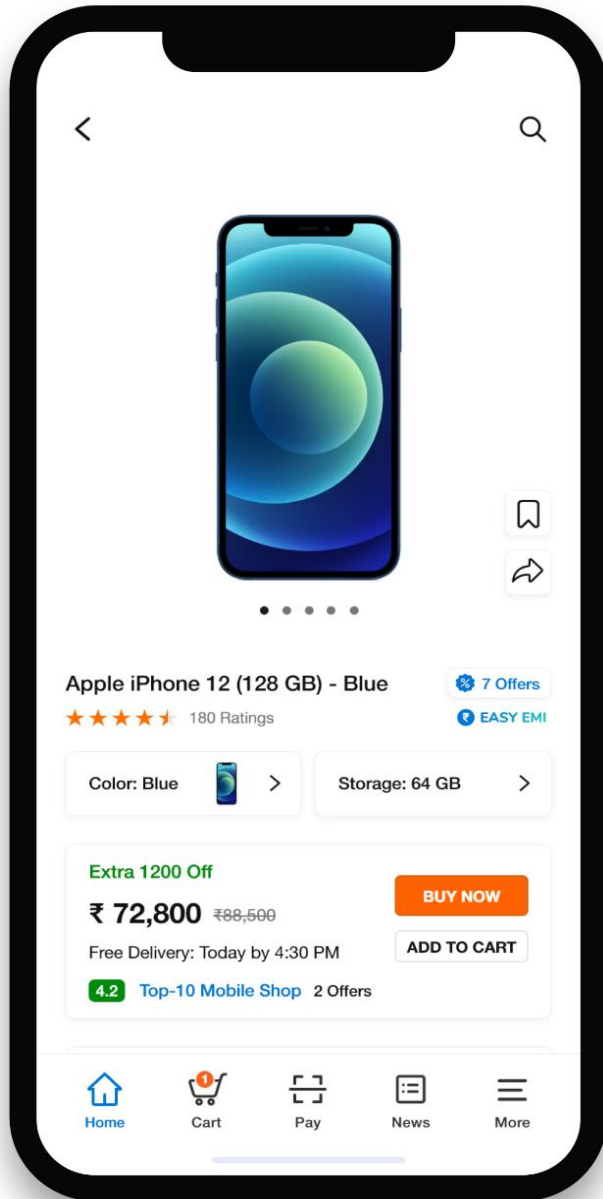 Apple iPhone 12 (128 GB) - Blue
7 Offers
180 Ratings
EASY EMI
Color: Blue
Storage: 64 GB
Extra 1200 Off
₹ 72,800 ₹88,500
BUY NOW
Free Delivery: Today by 4:30 PM
ADD TO CART
4.2 Top-10 Mobile Shop 2 Offers
1
Home
Cart
Pay
News
More